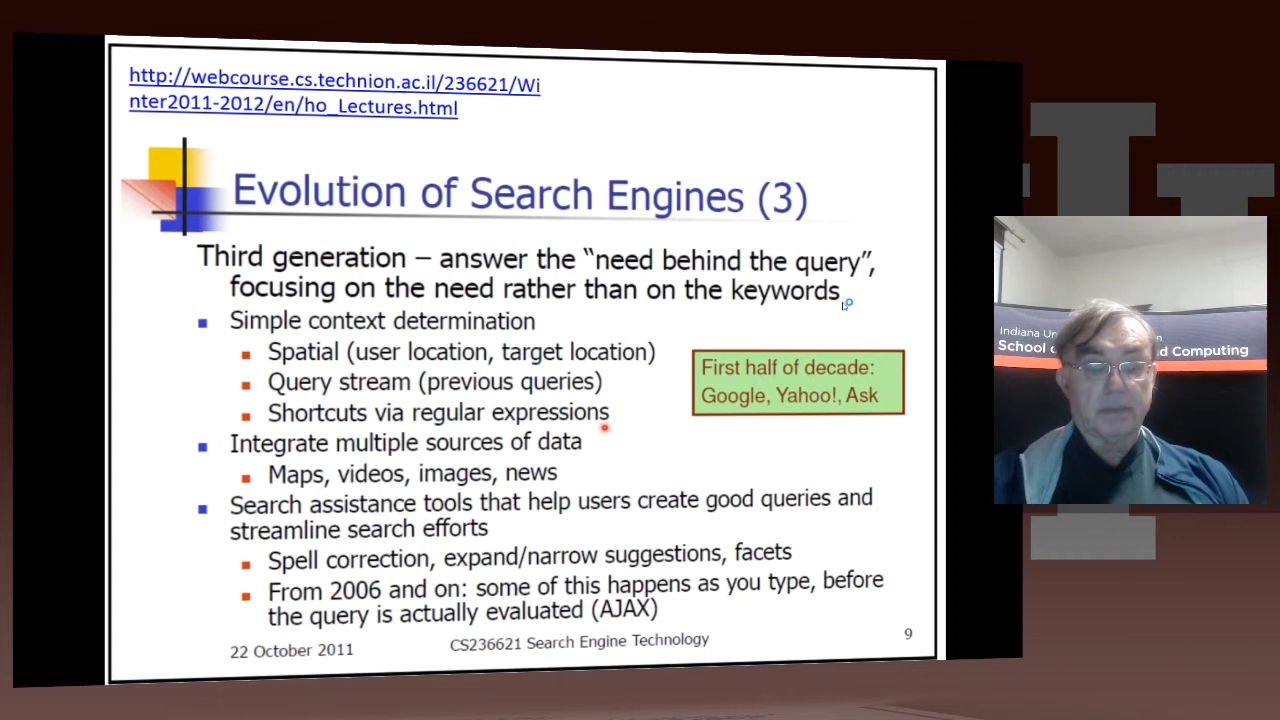 http://webcourse.cs.technion.ac.il/236621/Wi
nter2011-2012/en/ho_Lectures.html
Evolution of Search Engines (3)
Third generation – answer the “need behind the query”,
focusing on the need rather than on the keywords
Simple context determination
Spatial (user location, target location)
Query stream (previous queries)
Shortcuts via regular expressions
First half of decade:
Google, Yahoo!, Ask
Integrate multiple sources of data
Maps, videos, images, news
Search assistance tools that help users create good queries and
streamline search efforts
Spell correction, expand/narrow suggestions, facets
From 2006 and on: some of this happens as you type, before
the query is actually evaluated (AJAX)
22 October 2011
CS236621 Search Engine Technology
9
Indiana
School
d Computing